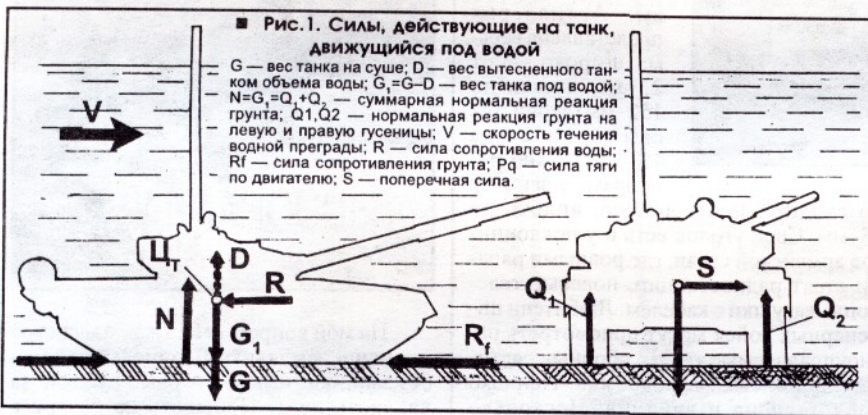 ■ Рис.1. Силы, действующие на танк,
движущийся под водой
G — вес танка на суше; D — вес вытесненного тан-
ком объема воды; G₁=G–D — вес танка под водой;
N=G₁=Q₁+Q₂ — суммарная нормальная реакция
грунта; Q1,Q2 — нормальная реакция грунта на
левую и правую гусеницы; V — скорость течения
водной преграды; R — сила сопротивления воды;
Rf — сила сопротивления грунта; Pq — сила тяги
по двигателю; S — поперечная сила.
V
Цт
D
R
N
G₁
G
Rf
S
Q₁
Q₂